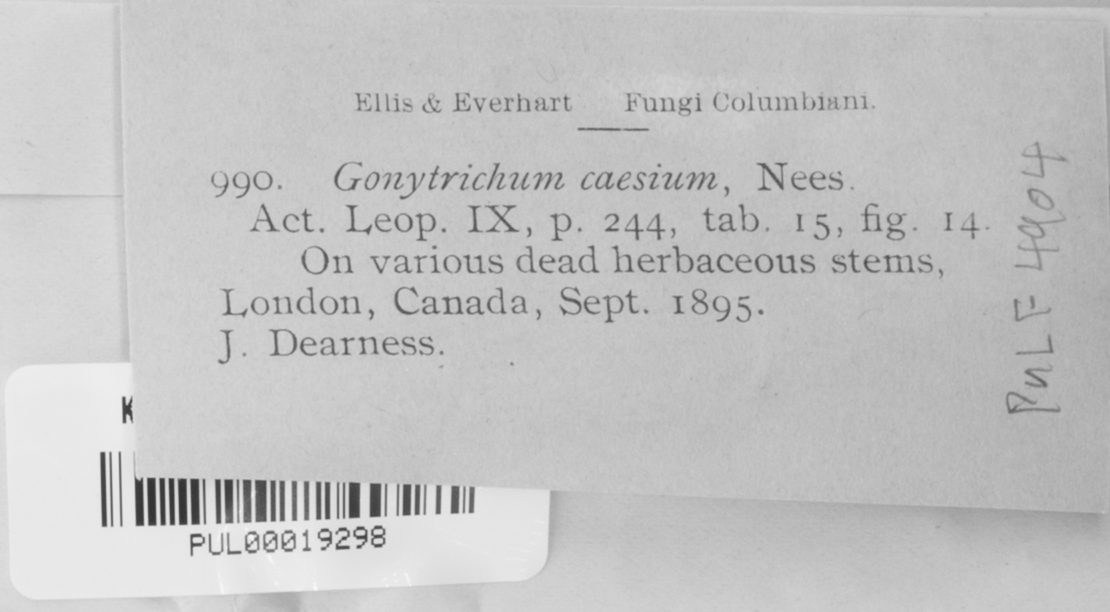 Ellis & Everhart Fungi Columbiani.
990. Gonytrichum caesium, Nees.
Act. Leop. IX, p. 244, tab. 15, fig. 14.
On various dead herbaceous stems,
London, Canada, Sept. 1895.
J. Dearness.
PUL F 4904
K
PUL00019298